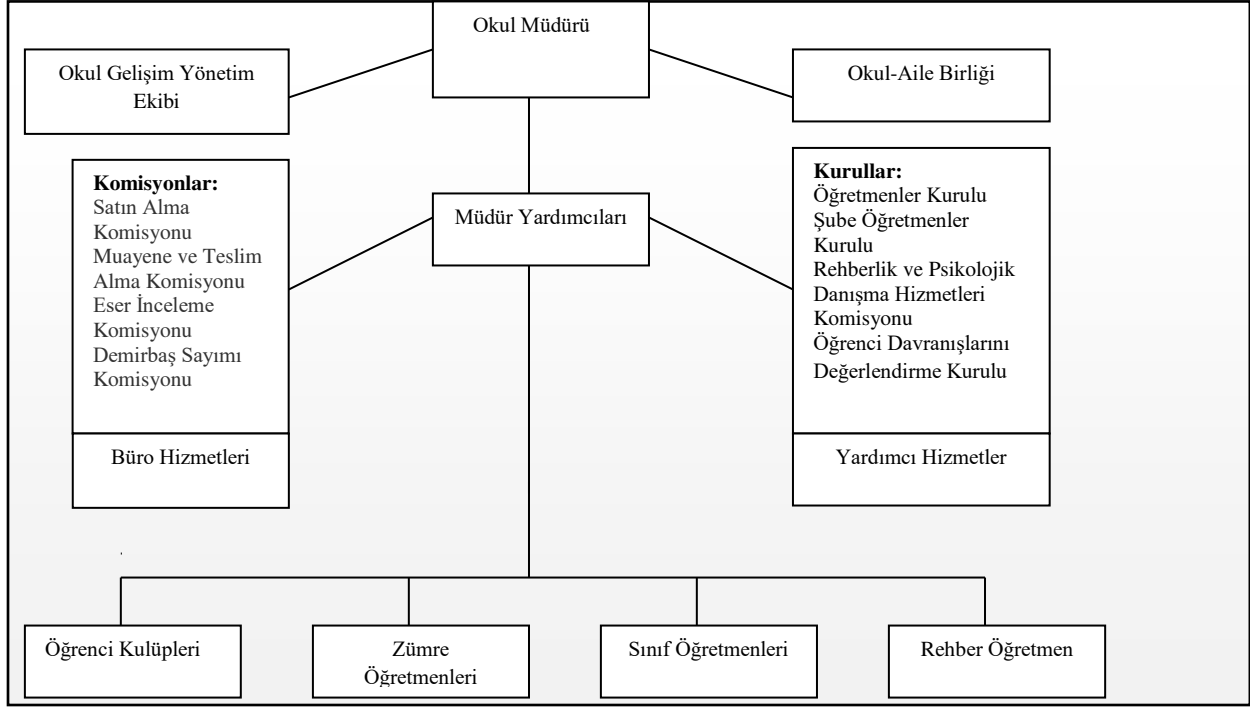 Okul Müdürü
Okul Gelişim Yönetim
Ekibi
Okul-Aile Birliği
Komisyonlar:
Satın Alma
Komisyonu
Muayene ve Teslim
Alma Komisyonu
Eser İnceleme
Komisyonu
Demirbaş Sayımı
Komisyonu
Müdür Yardımcıları
Kurullar:
Öğretmenler Kurulu
Şube Öğretmenler
Kurulu
Rehberlik ve Psikolojik
Danışma Hizmetleri
Komisyonu
Öğrenci Davranışlarını
Değerlendirme Kurulu
Büro Hizmetleri
Yardımcı Hizmetler
Öğrenci Kulüpleri
Zümre
Öğretmenleri
Sınıf Öğretmenleri
Rehber Öğretmen